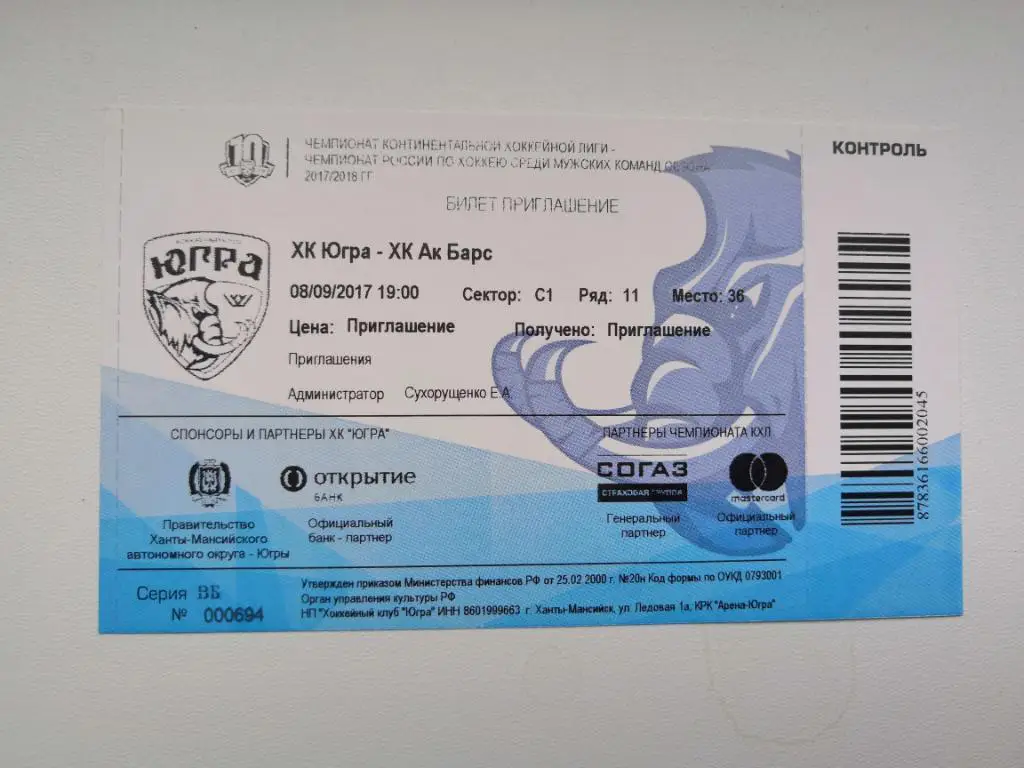 10
ЧЕМПИОНАТ КОНТИНЕНТАЛЬНОЙ ХОККЕЙНОЙ ЛИГИ -
ЧЕМПИОНАТ РОССИИ ПО ХОККЕЮ СРЕДИ МУЖСКИХ КОМАНД СЕЗОНА
2017/2018 ГГ
БИЛЕТ ПРИГЛАШЕНИЕ
ЮГРА
ХК Югра - ХК Ак Барс
08/09/2017 19:00 Сектор: С1 Ряд: 11 Место: 36
Цена: Приглашение Получено: Приглашение
Приглашения
Администратор Сухорущенко Е.А.
СПОНСОРЫ И ПАРТНЕРЫ ХК "ЮГРА"
ПАРТНЕРЫ ЧЕМПИОНАТА КХЛ
Правительство
Ханты-Мансийского
автономного округа - Югры
ОТКРЫТИЕ
БАНК
Официальный
банк - партнер
СОГАЗ
СТРАХОВАЯ ГРУППА
Генеральный
партнер
mastercard
Официальный
партнер
Серия ВБ
№ 000694
Утвержден приказом Министерства финансов РФ от 25.02 2000 г. №20н Код формы по ОУКД 0793001
Орган управления культуры РФ
НП "Хоккейный клуб "Югра" ИНН 8601999663 г. Ханты-Мансийск, ул. Ледовая 1а, КРК "Арена-Югра"
КОНТРОЛЬ
87836166002045